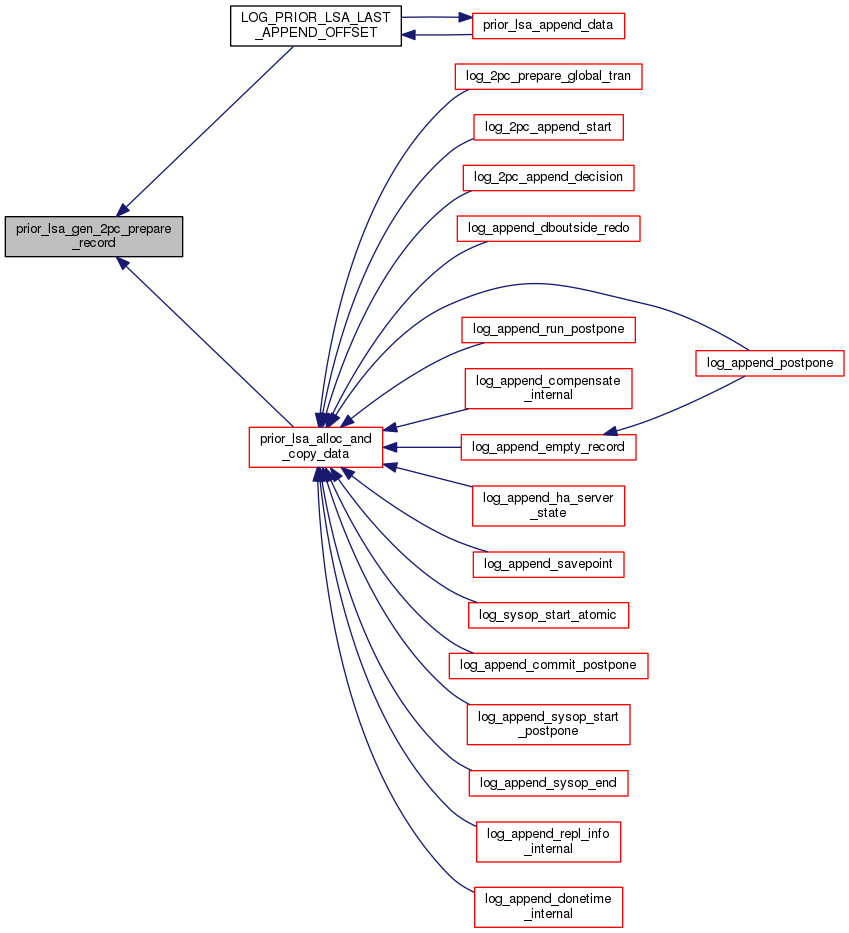 LOG_PRIOR_LSA_LAST
_APPEND_OFFSET
prior_lsa_append_data
log_2pc_prepare_global_tran
log_2pc_append_start
log_2pc_append_decision
prior_lsa_gen_2pc_prepare
_record
log_append_dboutside_redo
log_append_run_postpone
log_append_postpone
log_append_compensate
_internal
prior_lsa_alloc_and
_copy_data
log_append_empty_record
log_append_ha_server
_state
log_append_savepoint
log_sysop_start_atomic
log_append_commit_postpone
log_append_sysop_start
_postpone
log_append_sysop_end
log_append_repl_info
_internal
log_append_donetime
_internal